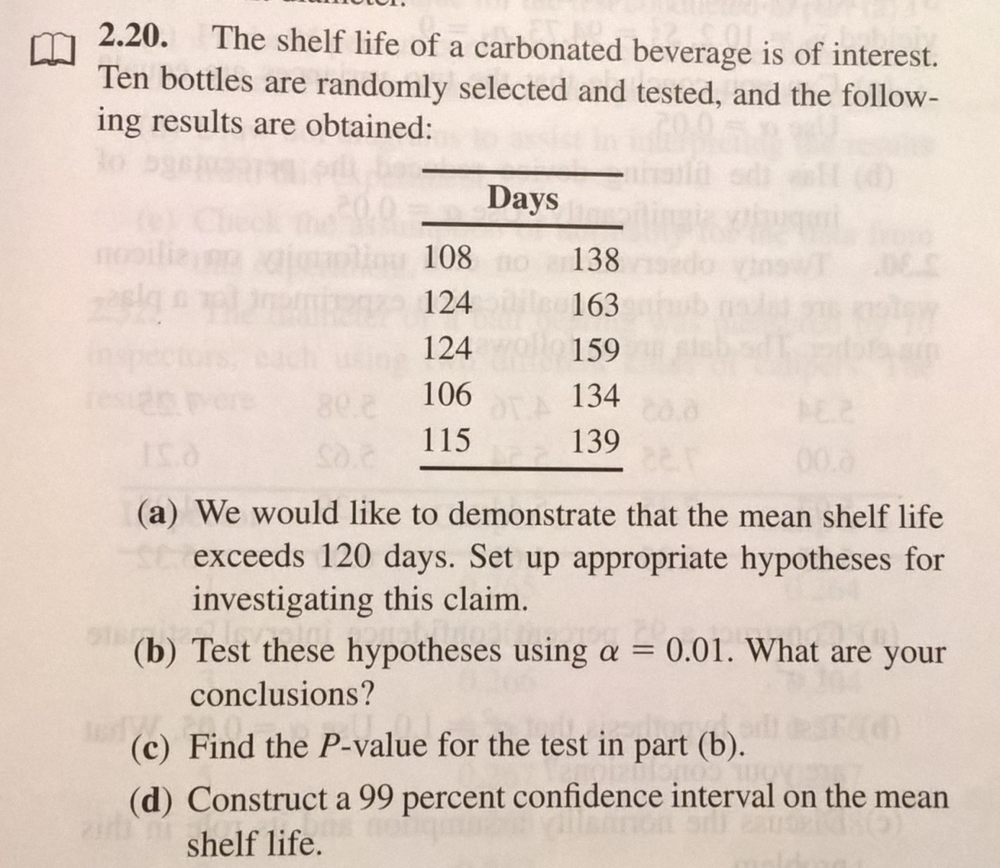 2.20. The shelf life of a carbonated beverage is of interest.
Ten bottles are randomly selected and tested, and the follow-
ing results are obtained:
Days
108 138
124 163
124 159
106 134
115 139
(a) We would like to demonstrate that the mean shelf life
exceeds 120 days. Set up appropriate hypotheses for
investigating this claim.
(b) Test these hypotheses using α = 0.01. What are your
conclusions?
(c) Find the P-value for the test in part (b).
(d) Construct a 99 percent confidence interval on the mean
shelf life.